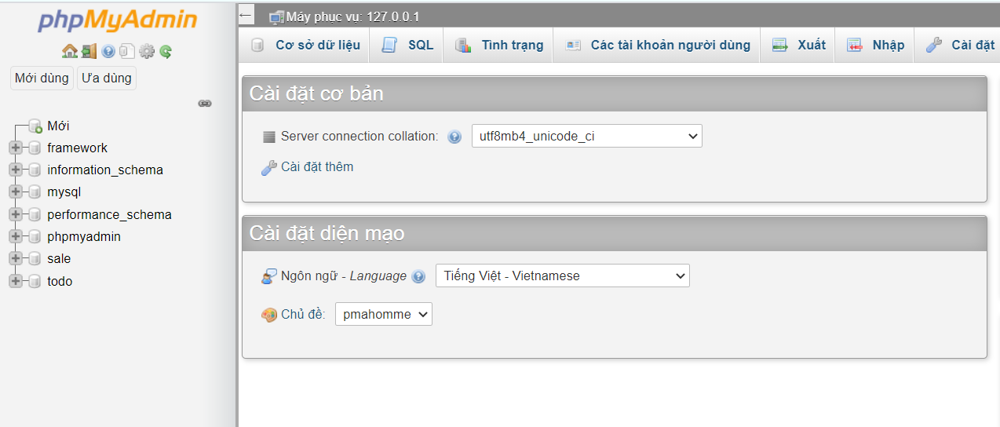 phpMyAdmin
Mới dùng Ưa dùng
Mới
framework
information_schema
mysql
performance_schema
phpmyadmin
sale
todo
Máy phục vụ: 127.0.0.1
Cơ sở dữ liệu SQL Tình trạng Các tài khoản người dùng Xuất Nhập Cài đặt
Cài đặt cơ bản
Server connection collation: utf8mb4_unicode_ci
Cài đặt thêm
Cài đặt diện mạo
Ngôn ngữ - Language Tiếng Việt - Vietnamese
Chủ đề: pmahomme